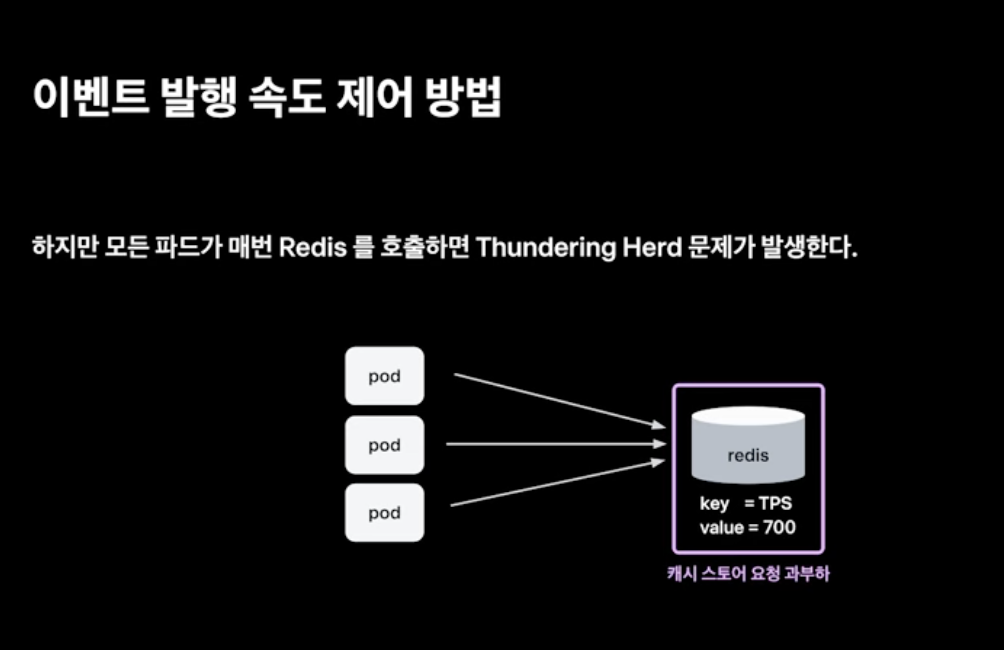 이벤트 발행 속도 제어 방법
하지만 모든 파드가 매번 Redis 를 호출하면 Thundering Herd 문제가 발생한다.
pod
pod
pod
redis
key = TPS
value = 700
캐시 스토어 요청 과부하